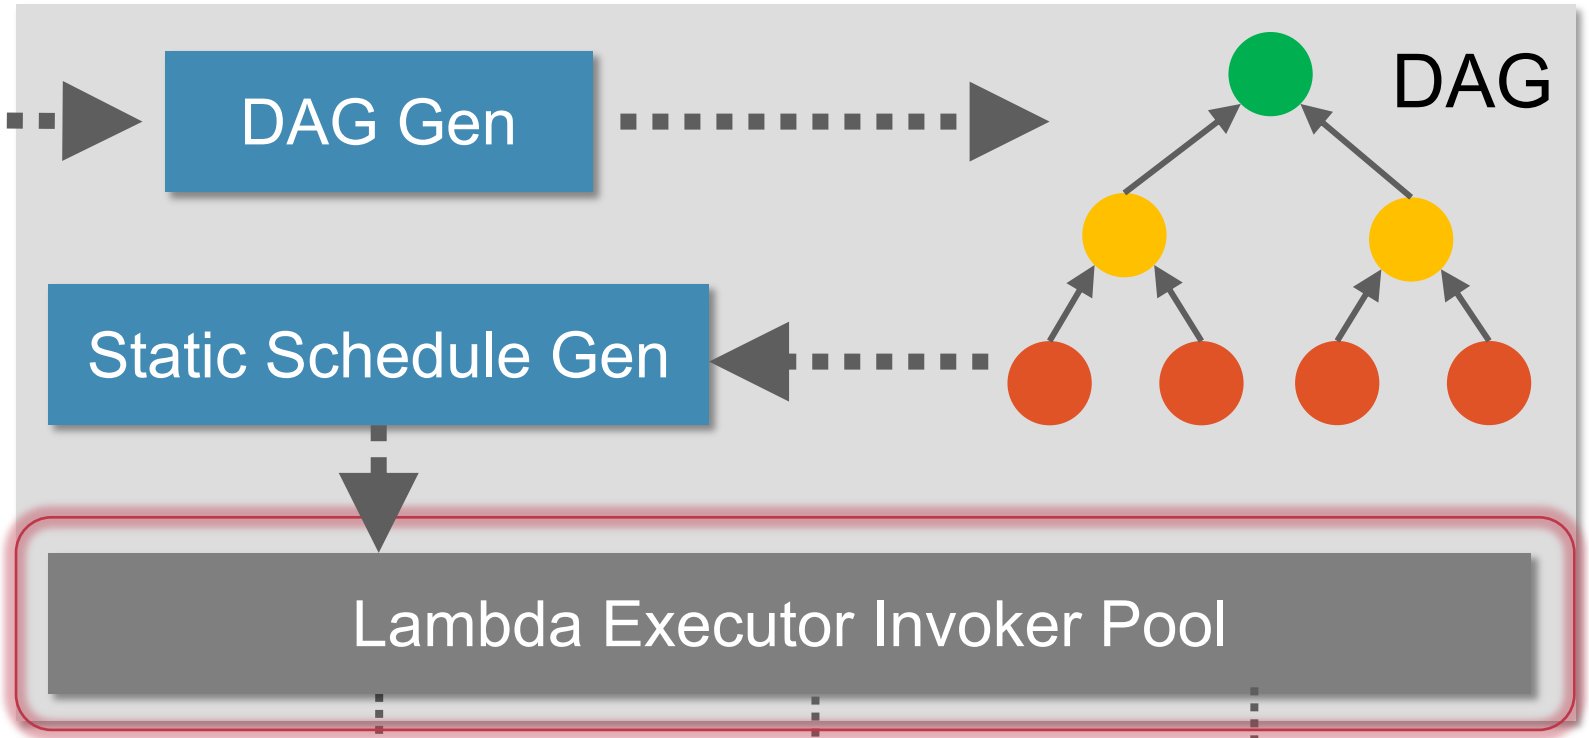 DAG Gen
DAG
Static Schedule Gen
Lambda Executor Invoker Pool